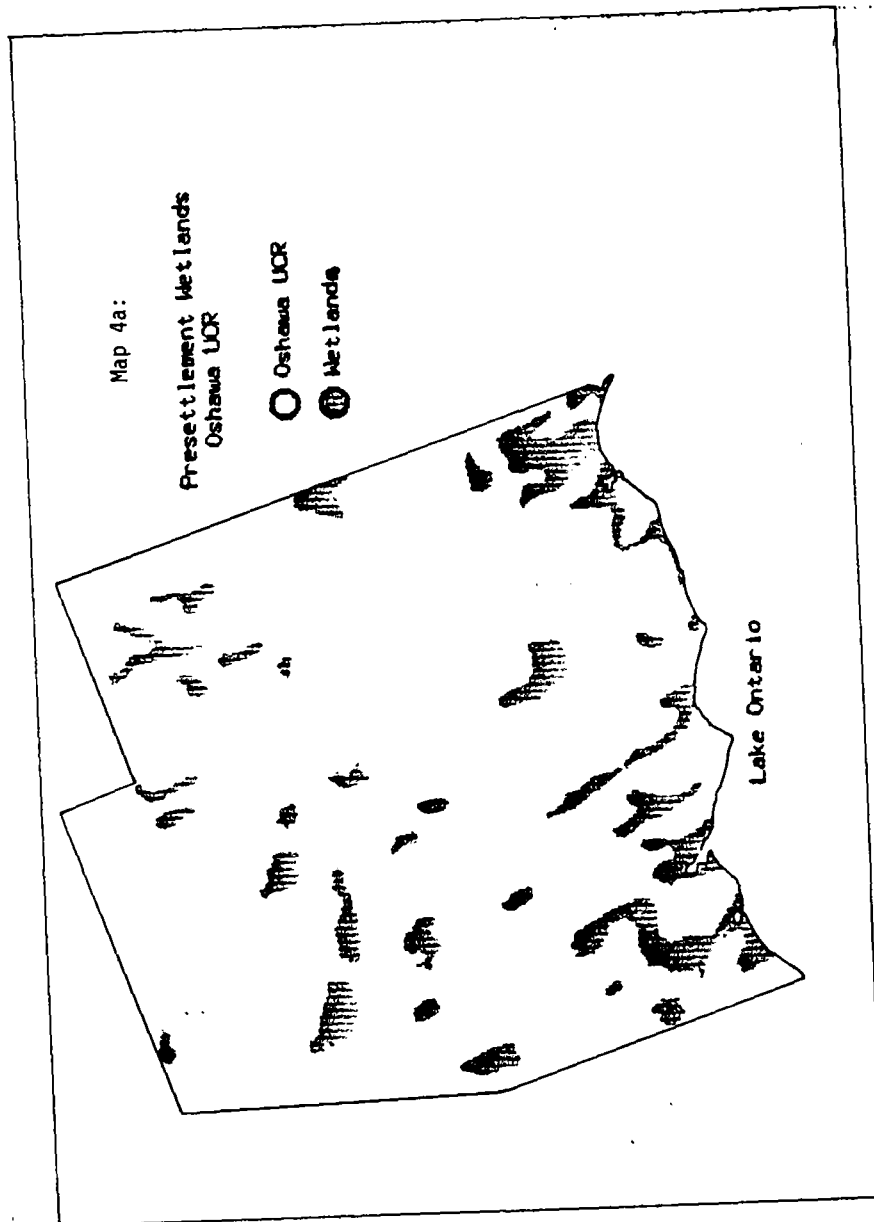 Map 4a:
Presettlement Wetlands
Oshawa UCR
Oshawa UCR
Wetlands
Lake Ontario